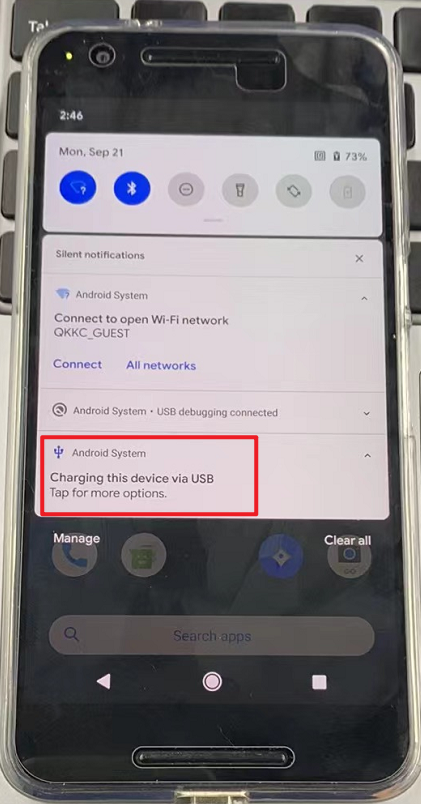 Tab
2:46
Mon, Sep 21
73%
Silent notifications
Android System
Connect to open Wi-Fi network
QKKC_GUEST
Connect All networks
Android System • USB debugging connected
Android System
Charging this device via USB
Tap for more options.
Manage
Clear all
Search apps